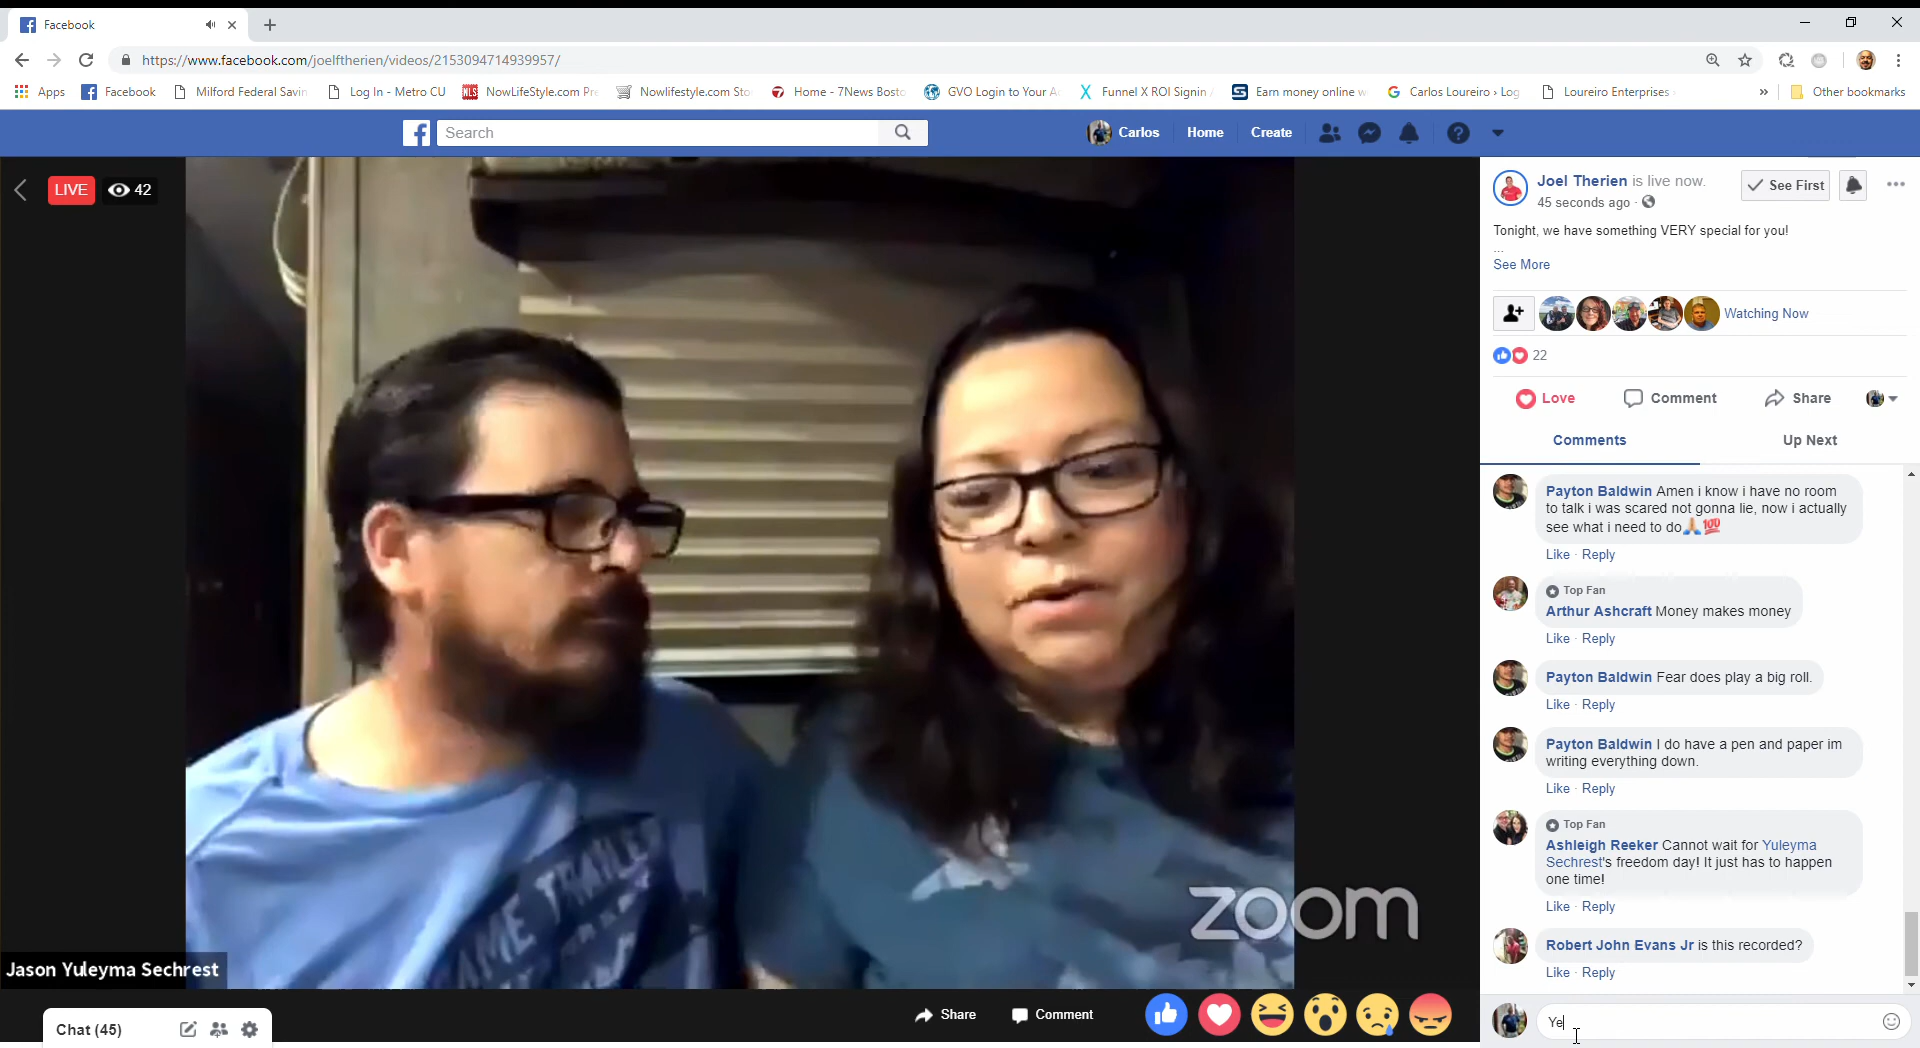 Facebook
https://www.facebook.com/joelftherien/videos/2153094714939957/
Apps
Facebook
Milford Federal Savin
Log In - Metro CU
NowLifeStyle.com Pre
Nowlifestyle.com Sto
Home - 7News Bosto
GVO Login to Your A
Funnel X ROI Signin
Earn money online w
Carlos Loureiro › Log
Loureiro Enterprises
»
Other bookmarks
Search
Carlos
Home
Create
LIVE
42
Joel Therien is live now.
45 seconds ago ·
See First
Tonight, we have something VERY special for you!
...
See More
Watching Now
22
Love
Comment
Share
Comments
Up Next
Payton Baldwin Amen i know i have no room
to talk i was scared not gonna lie, now i actually
see what i need to do🙏💯
Like · Reply
Top Fan
Arthur Ashcraft Money makes money
Like · Reply
Payton Baldwin Fear does play a big roll.
Like · Reply
Payton Baldwin I do have a pen and paper im
writing everything down.
Like · Reply
Top Fan
Ashleigh Reeker Cannot wait for Yuleyma
Sechrest's freedom day! It just has to happen
one time!
Like · Reply
Robert John Evans Jr is this recorded?
Like · Reply
Ye
zoom
Jason Yuleyma Sechrest
Share
Comment
Chat (45)